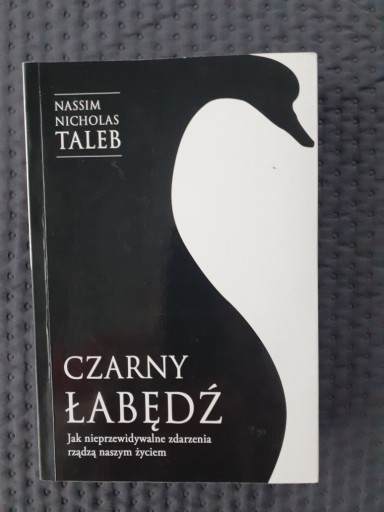 NASSIM
NICHOLAS
TALEB
CZARNY
ŁABĘDŹ
Jak nieprzewidywalne zdarzenia
rządzą naszym życiem